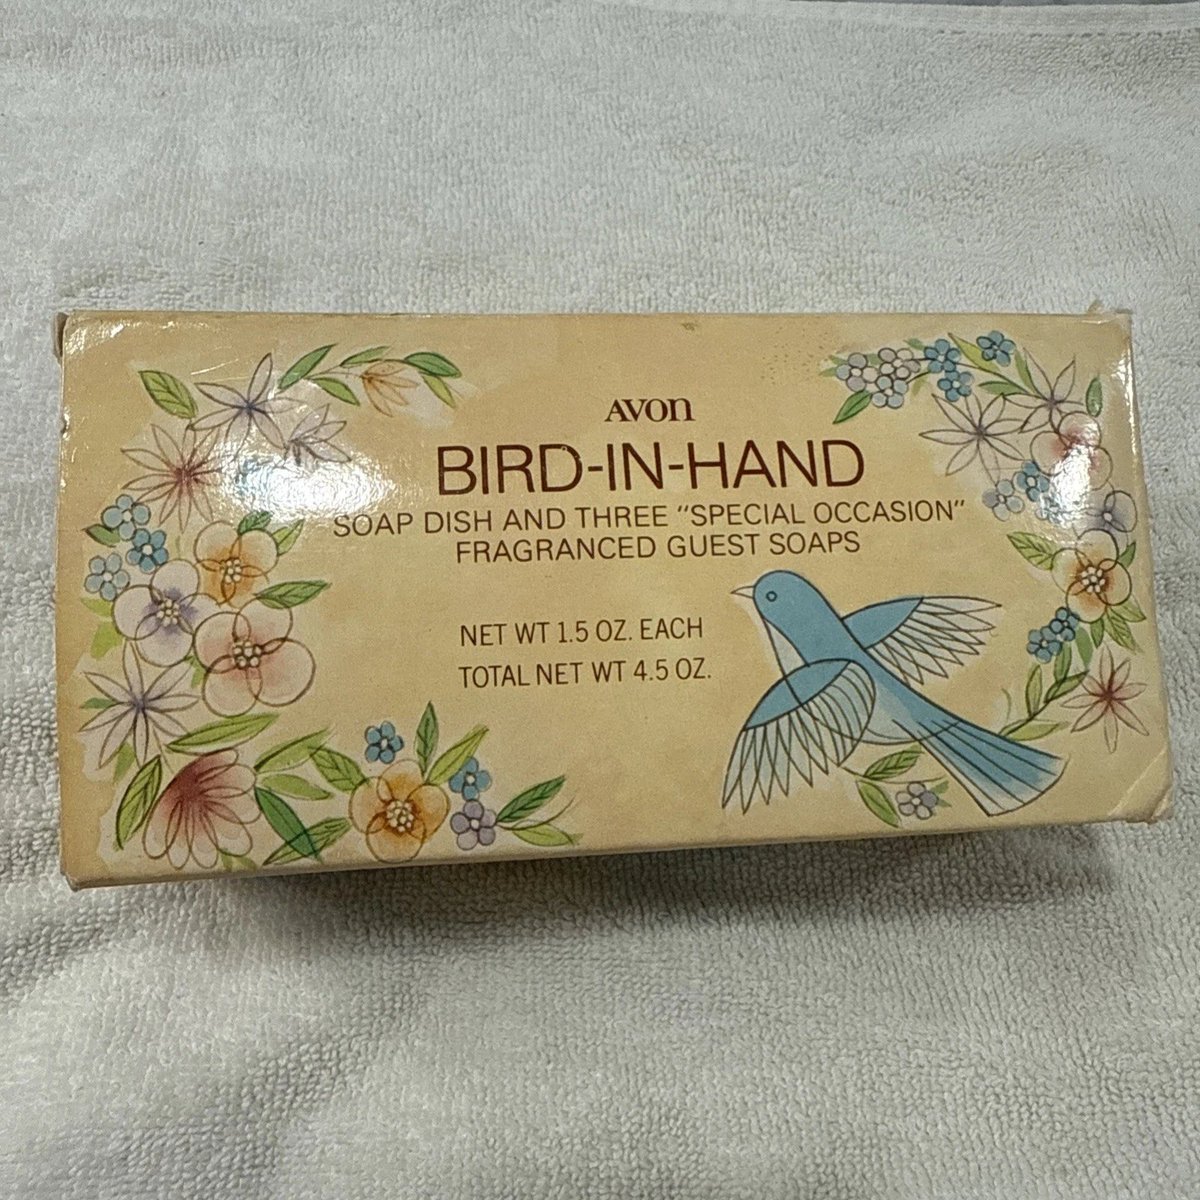 AVON
BIRD-IN-HAND
SOAP DISH AND THREE "SPECIAL OCCASION"
FRAGRANCED GUEST SOAPS
NET WT 1.5 OZ. EACH
TOTAL NET WT 4.5 OZ.